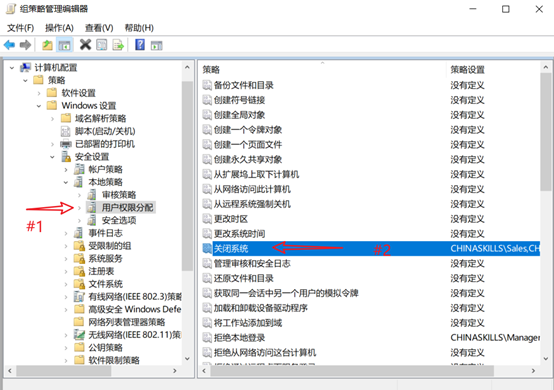 组策略管理编辑器
文件(F) 操作(A) 查看(V) 帮助(H)
计算机配置
策略
软件设置
Windows 设置
域名解析策略
脚本(启动/关机)
已部署的打印机
安全设置
帐户策略
本地策略
审核策略
#1
用户权限分配
安全选项
事件日志
受限制的组
系统服务
注册表
文件系统
有线网络(IEEE 802.3)策略
高级安全 Windows Defe
网络列表管理器策略
无线网络(IEEE 802.11)策略
公钥策略
软件限制策略
策略 策略设置
备份文件和目录 没有定义
创建符号链接 没有定义
创建全局对象 没有定义
创建一个令牌对象 没有定义
创建一个页面文件 没有定义
创建永久共享对象 没有定义
从扩展坞上取下计算机 没有定义
从网络访问此计算机 没有定义
从远程系统强制关机 没有定义
更改时区 没有定义
更改系统时间 没有定义
关闭系统 #2 CHINASKILLS\Sales,CH
管理审核和安全日志 没有定义
还原文件和目录 没有定义
获取同一会话中另一个用户的模拟令牌 没有定义
加载和卸载设备驱动程序 没有定义
将工作站添加到域 没有定义
拒绝本地登录 CHINASKILLS\Manager
拒绝从网络访问这台计算机 没有定义